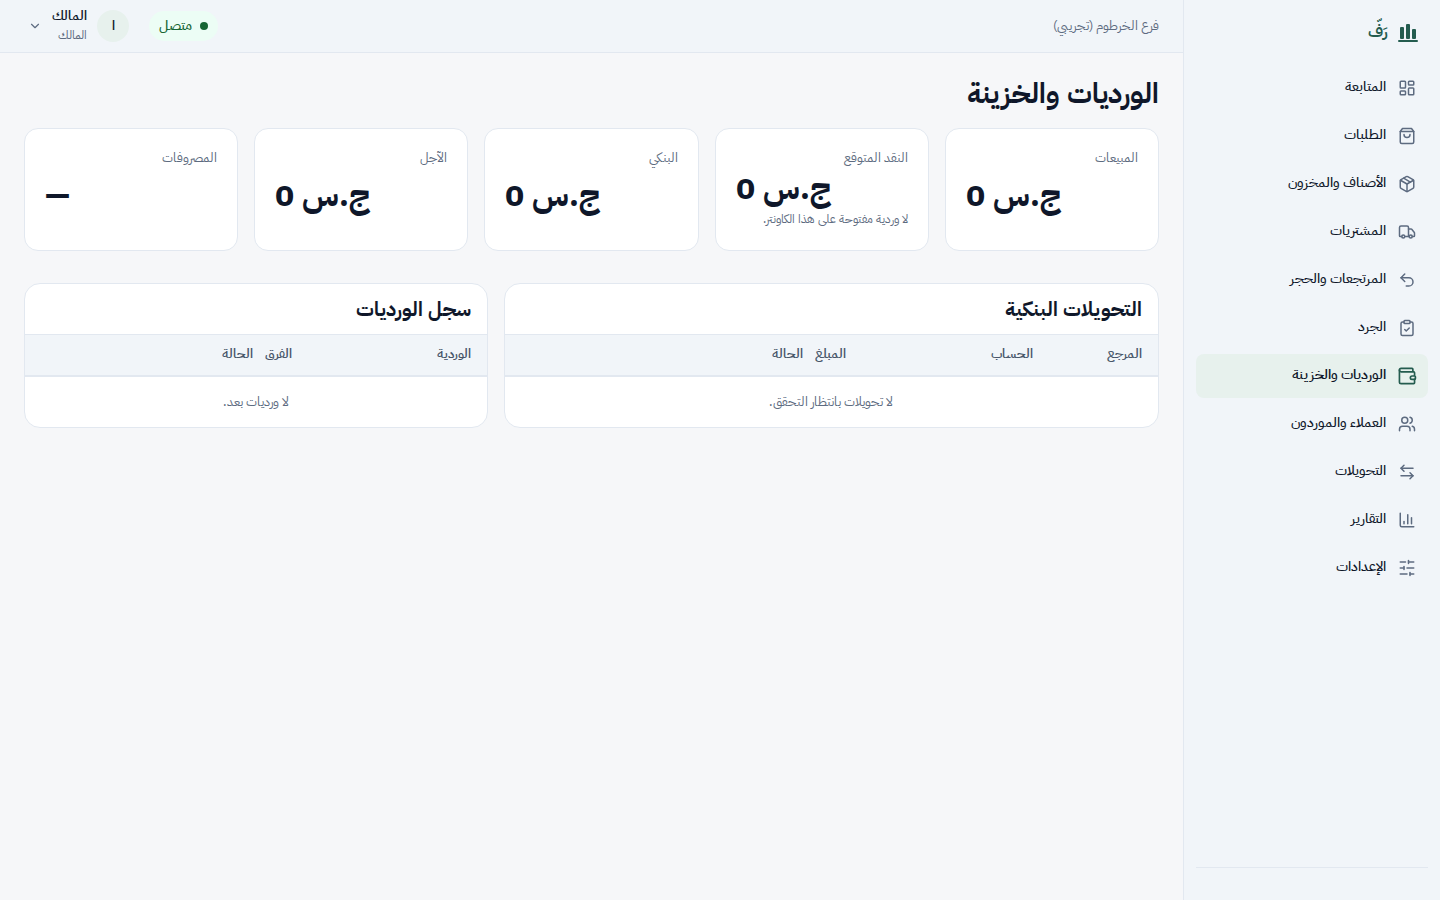 رَفّ
المتابعة
الطلبات
الأصناف والمخزون
المشتريات
المرتجعات والحجر
الجرد
الورديات والخزينة
العملاء والموردون
التحويلات
التقارير
الإعدادات
فرع الخرطوم (تجريبي)
متصل
ا
المالك
المالك
الورديات والخزينة
المبيعات
ج.س 0
النقد المتوقع
ج.س 0
لا وردية مفتوحة على هذا الكاونتر.
البنكي
ج.س 0
الآجل
ج.س 0
المصروفات
—
التحويلات البنكية
المرجع الحساب المبلغ الحالة
لا تحويلات بانتظار التحقق.
سجل الورديات
الوردية الفرق الحالة
لا ورديات بعد.